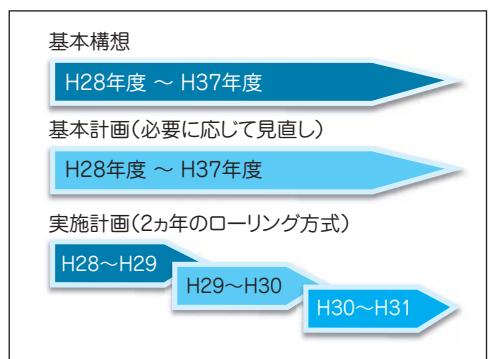 基本構想
H28年度 ～ H37年度
基本計画（必要に応じて見直し）
H28年度 ～ H37年度
実施計画（2ヵ年のローリング方式）
H28～H29
H29～H30
H30～H31